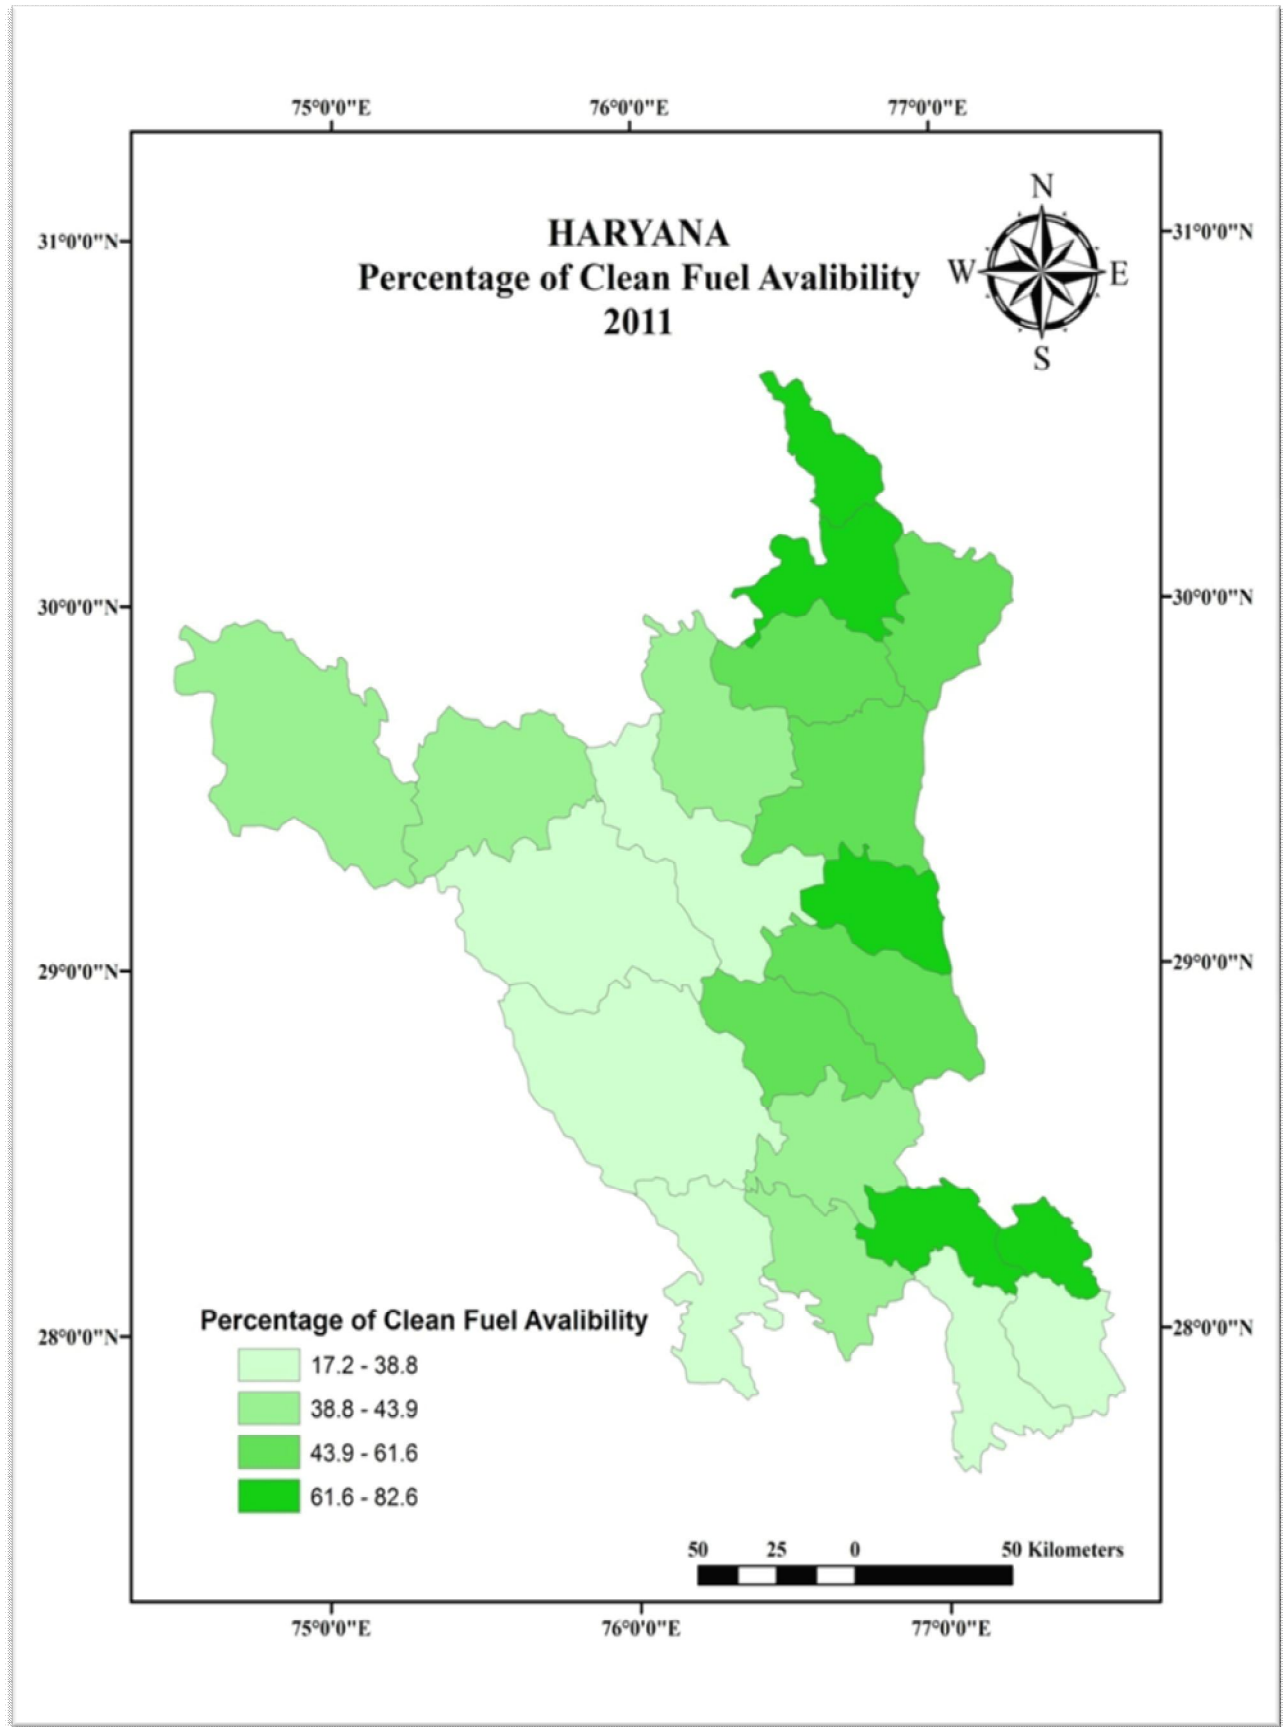 75°0'0"E 76°0'0"E 77°0'0"E
N
31°0'0"N HARYANA 31°0'0"N
W E
Percentage of Clean Fuel Avalibility
2011
S
30°0'0"N 30°0'0"N
29°0'0"N 29°0'0"N
Percentage of Clean Fuel Avalibility
28°0'0"N 28°0'0"N
17.2 - 38.8
38.8 - 43.9
43.9 - 61.6
61.6 - 82.6
50 25 0 50 Kilometers
75°0'0"E 76°0'0"E 77°0'0"E